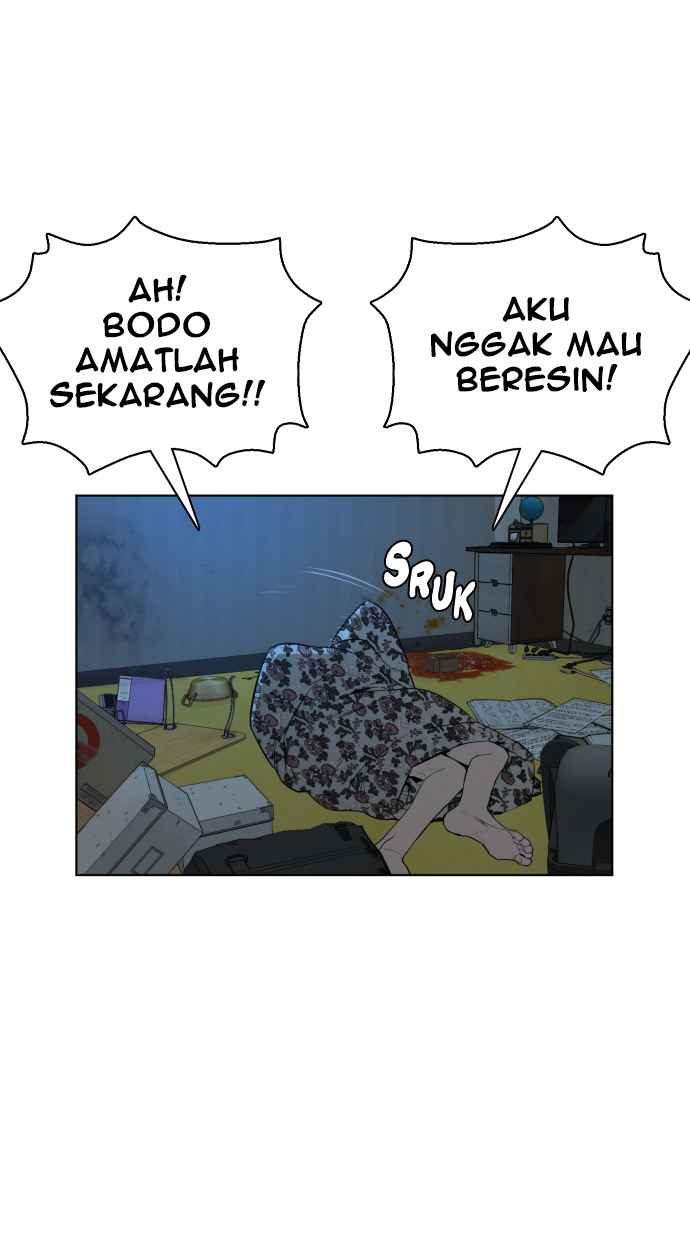 AH!
BODO
AMATLAH
SEKARANG!!
AKU
NGGAK MAU
BERESIN!
SRUK